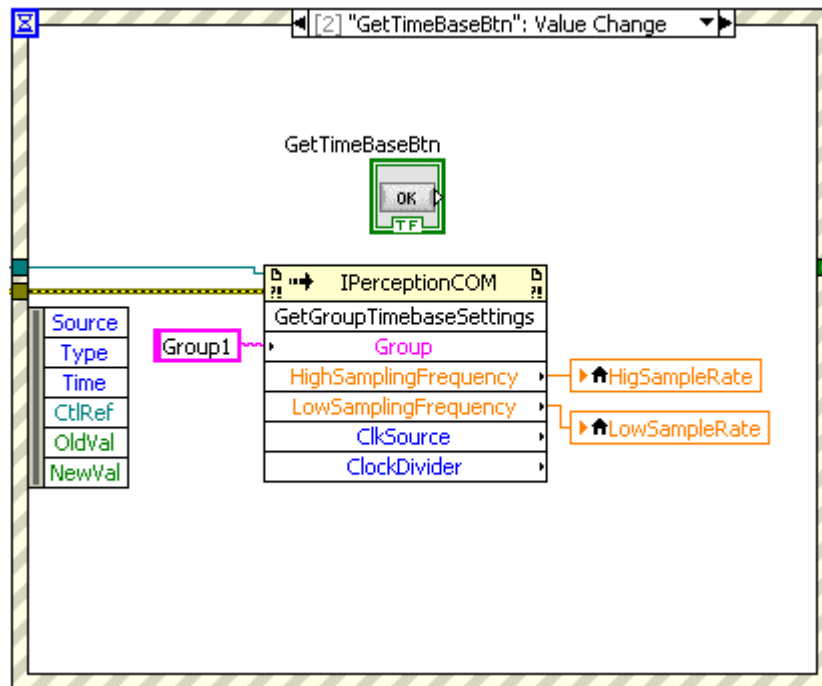 [2] "GetTimeBaseBtn": Value Change
GetTimeBaseBtn
OK
TF
IPerceptionCOM
GetGroupTimebaseSettings
Group1
Group
HighSamplingFrequency
HigSampleRate
LowSamplingFrequency
LowSampleRate
ClkSource
ClockDivider
Source
Type
Time
CtlRef
OldVal
NewVal